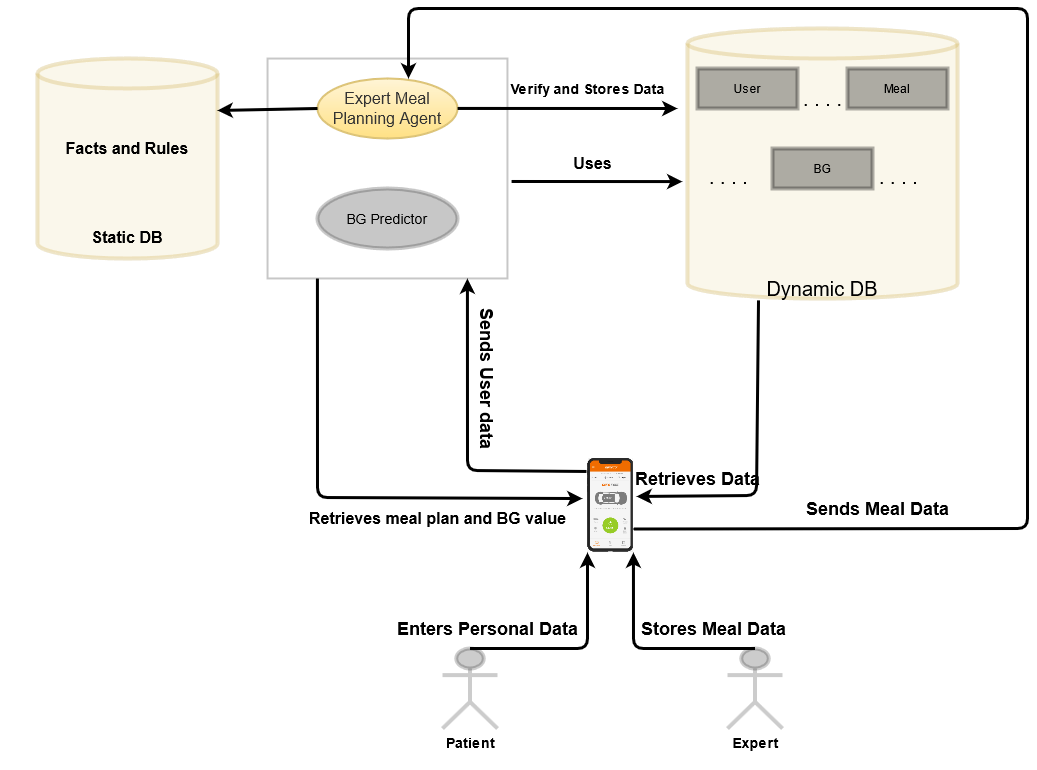 Expert Meal
Planning Agent
Verify and Stores Data
User
. . . .
Meal
Facts and Rules
Uses
. . . .
BG
. . . .
BG Predictor
Static DB
Dynamic DB
Sends User data
Retrieves Data
Retrieves meal plan and BG value
Sends Meal Data
Enters Personal Data
Stores Meal Data
Patient
Expert